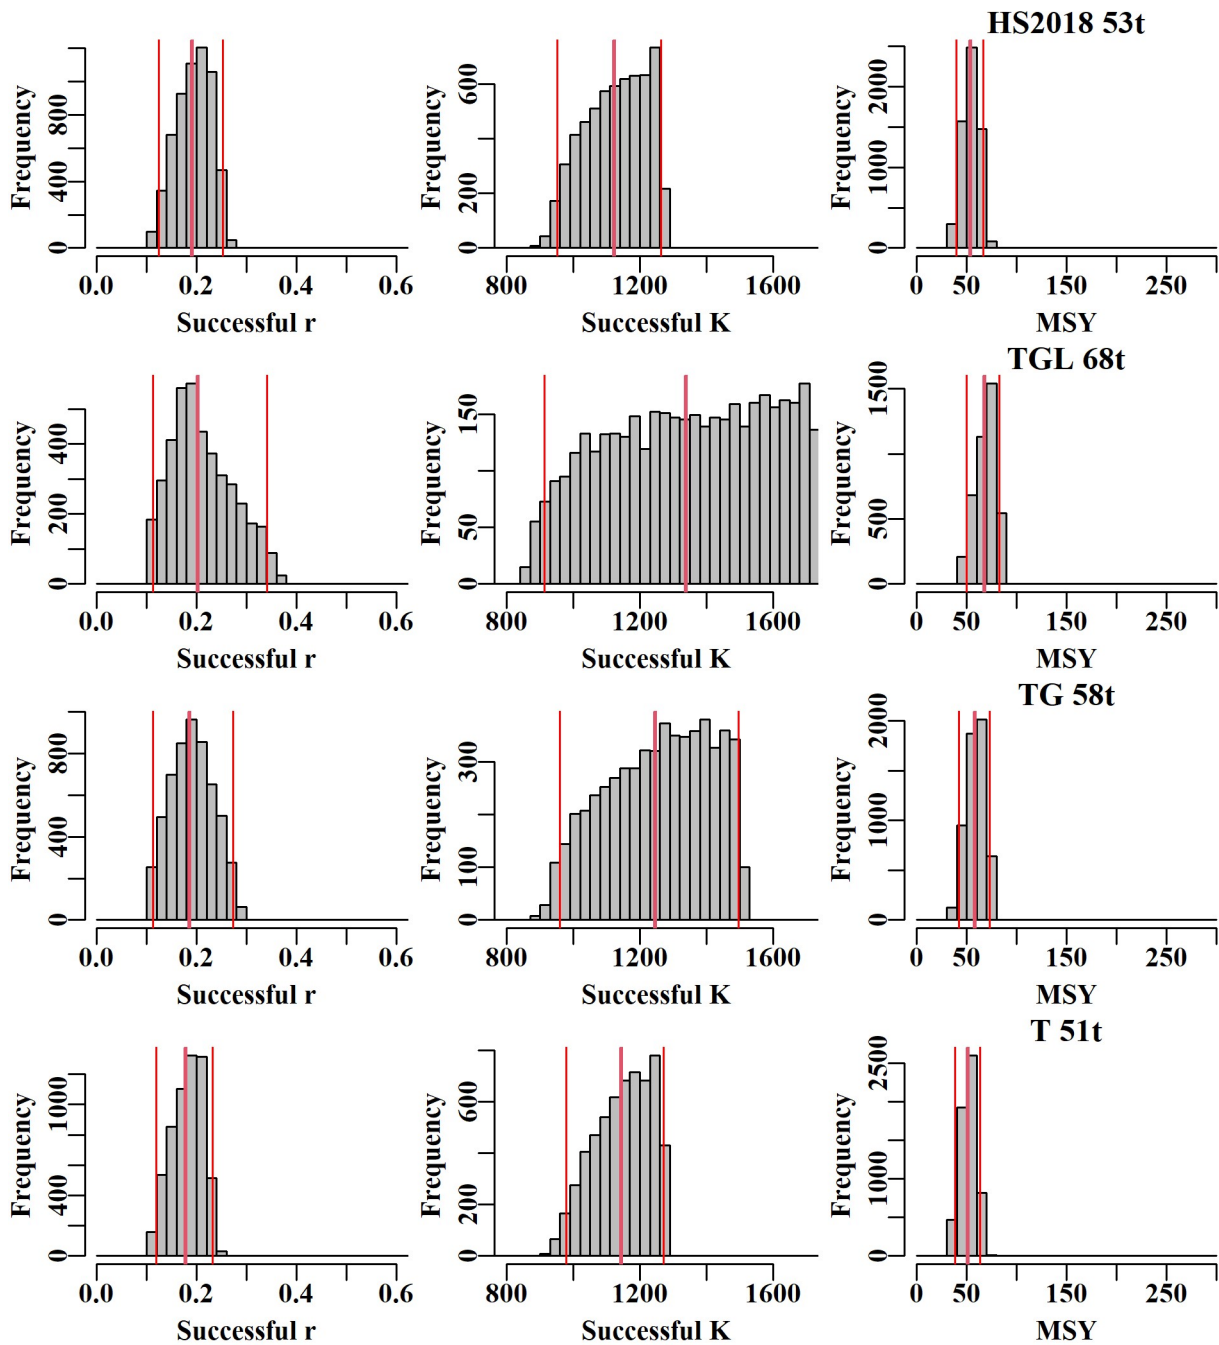 HS2018 53t
Frequency
0 400 800
0.0 0.2 0.4 0.6
Successful r
Frequency
0 200 600
800 1200 1600
Successful K
Frequency
0 1000 2000
0 50 150 250
MSY
TGL 68t
Frequency
0 200 400
0.0 0.2 0.4 0.6
Successful r
Frequency
0 50 150
800 1200 1600
Successful K
Frequency
0 500 1500
0 50 150 250
MSY
TG 58t
Frequency
0 400 800
0.0 0.2 0.4 0.6
Successful r
Frequency
0 100 300
800 1200 1600
Successful K
Frequency
0 1000 2000
0 50 150 250
MSY
T 51t
Frequency
0 400 1000
0.0 0.2 0.4 0.6
Successful r
Frequency
0 200 600
800 1200 1600
Successful K
Frequency
0 1000 2500
0 50 150 250
MSY